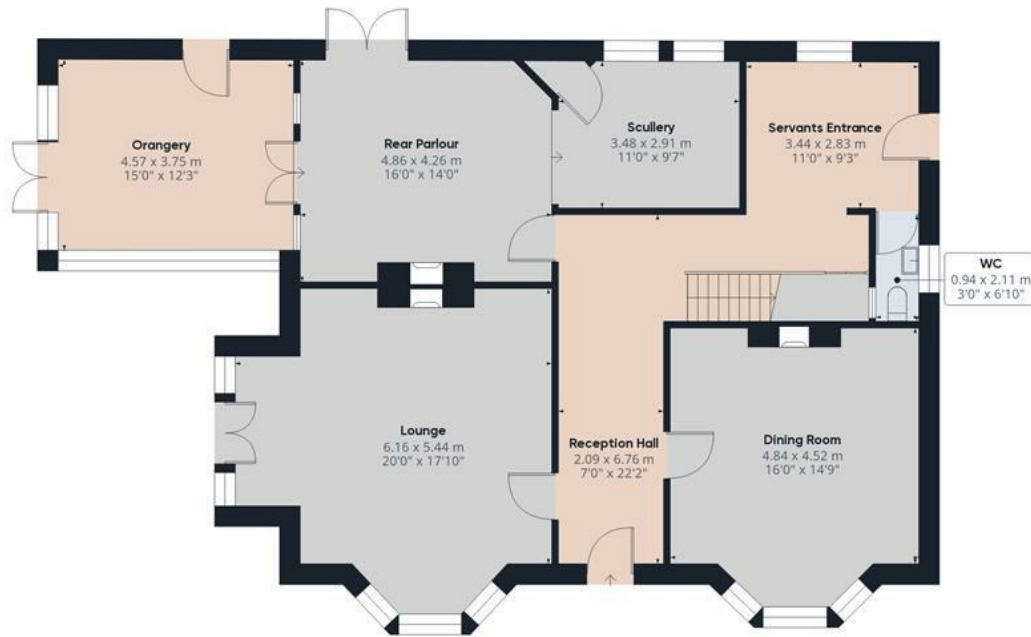 Orangery
4.57 x 3.75 m
15'0" x 12'3"
Rear Parlour
4.86 x 4.26 m
16'0" x 14'0"
Scullery
3.48 x 2.91 m
11'0" x 9'7"
Servants Entrance
3.44 x 2.83 m
11'0" x 9'3"
WC
0.94 x 2.11 m
3'0" x 6'10"
Lounge
6.16 x 5.44 m
20'0" x 17'10"
Reception Hall
2.09 x 6.76 m
7'0" x 22'2"
Dining Room
4.84 x 4.52 m
16'0" x 14'9"